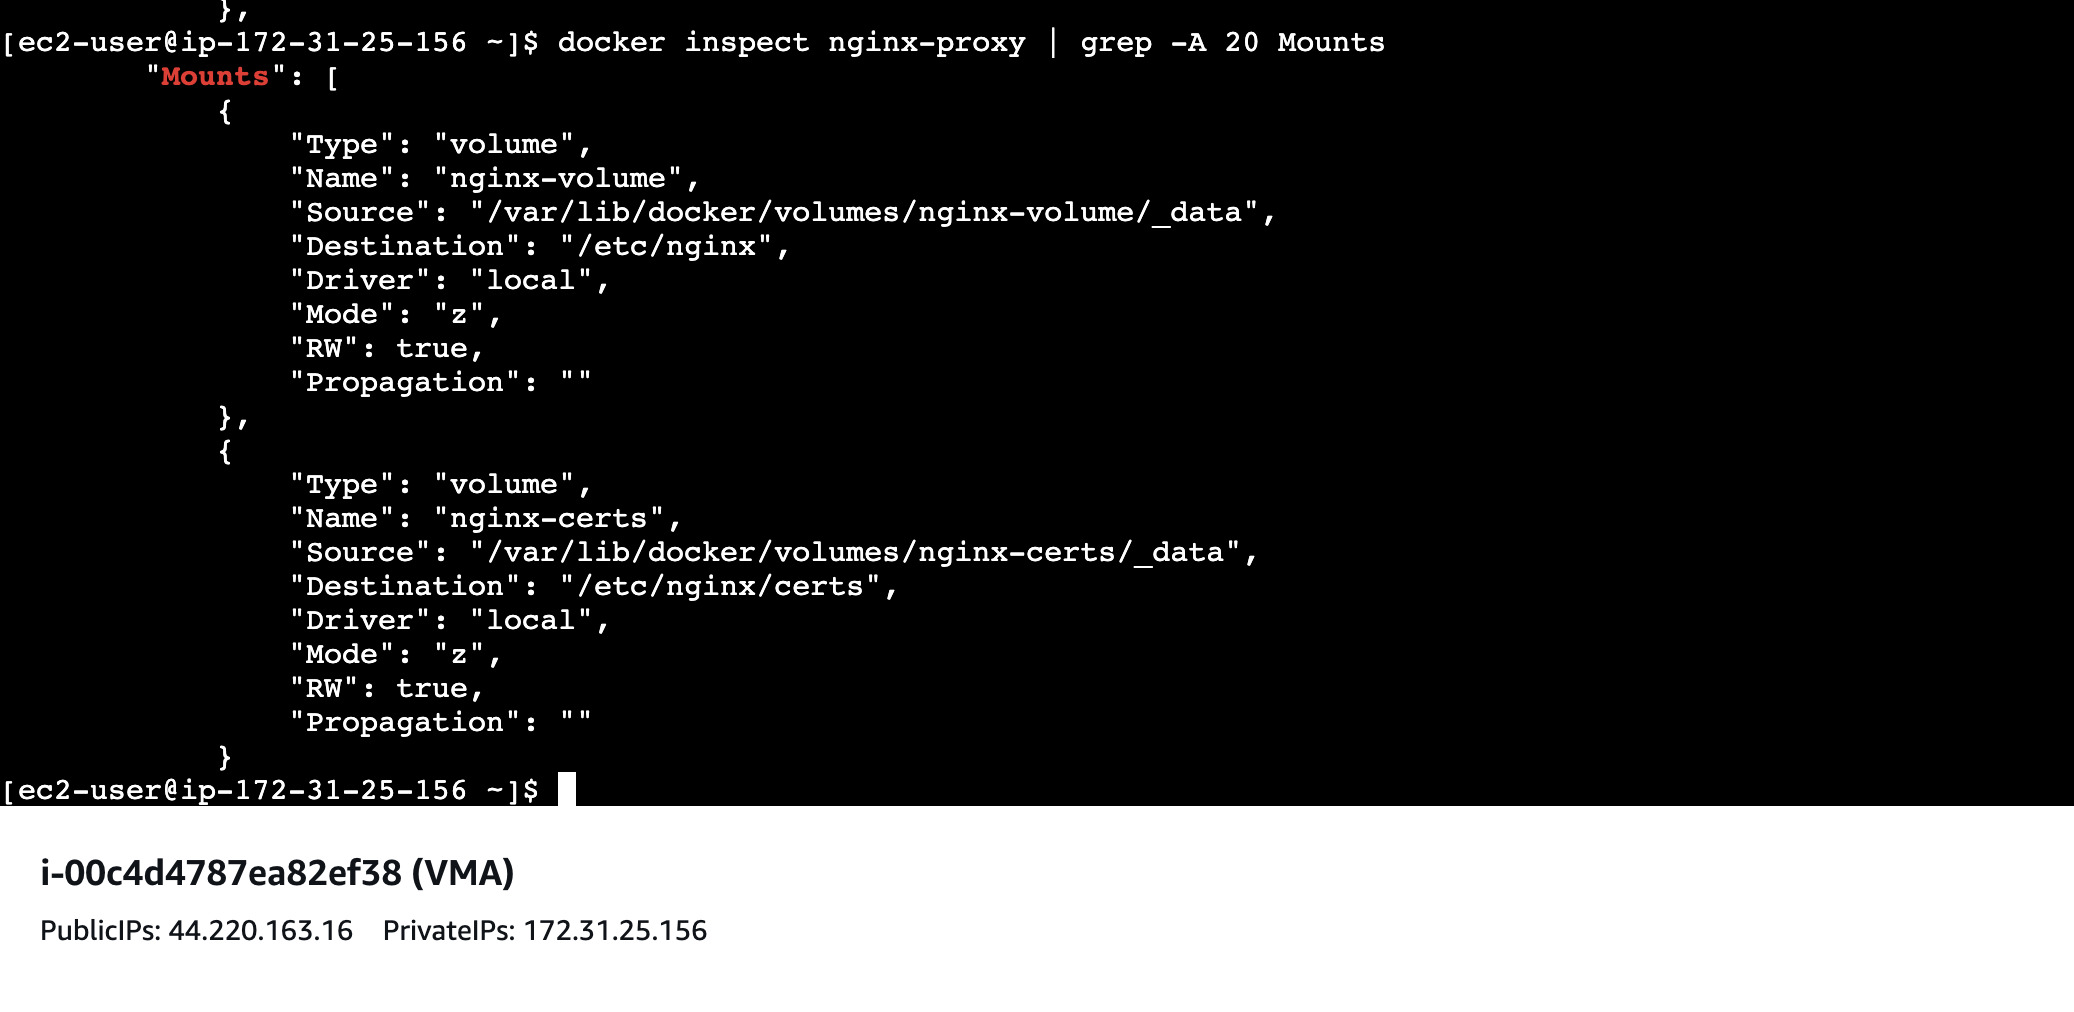 },
[ec2-user@ip-172-31-25-156 ~]$ docker inspect nginx-proxy | grep -A 20 Mounts
"Mounts": [
{
"Type": "volume",
"Name": "nginx-volume",
"Source": "/var/lib/docker/volumes/nginx-volume/_data",
"Destination": "/etc/nginx",
"Driver": "local",
"Mode": "z",
"RW": true,
"Propagation": ""
},
{
"Type": "volume",
"Name": "nginx-certs",
"Source": "/var/lib/docker/volumes/nginx-certs/_data",
"Destination": "/etc/nginx/certs",
"Driver": "local",
"Mode": "z",
"RW": true,
"Propagation": ""
}
[ec2-user@ip-172-31-25-156 ~]$
i-00c4d4787ea82ef38 (VMA)
PublicIPs: 44.220.163.16 PrivateIPs: 172.31.25.156